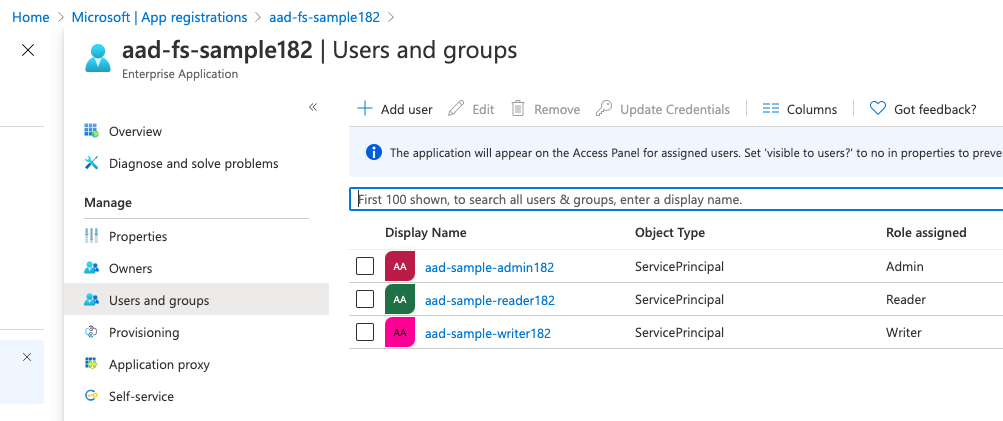 Home > Microsoft | App registrations > aad-fs-sample182 >
aad-fs-sample182 | Users and groups
Enterprise Application
«
Overview
Diagnose and solve problems
Manage
Properties
Owners
Users and groups
Provisioning
Application proxy
Self-service
+ Add user Edit Remove Update Credentials Columns Got feedback?
The application will appear on the Access Panel for assigned users. Set 'visible to users?' to no in properties to preve
First 100 shown, to search all users & groups, enter a display name.
Display Name Object Type Role assigned
AA aad-sample-admin182 ServicePrincipal Admin
AA aad-sample-reader182 ServicePrincipal Reader
AA aad-sample-writer182 ServicePrincipal Writer